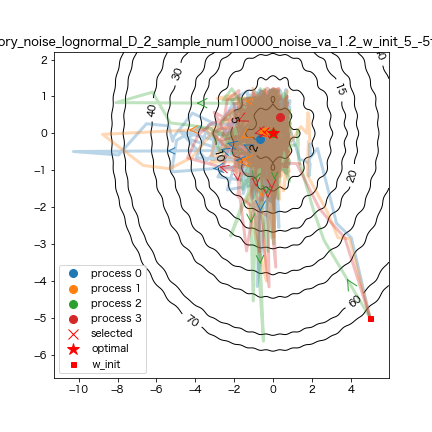 ory_noise_lognormal_D_2_sample_num10000_noise_va_1.2_w_init_5_-5
30
15
40
5
2
10
20
60
70
2
1
0
−1
−2
−3
−4
−5
−6
process 0
process 1
process 2
process 3
selected
optimal
w_init
−10 −8 −6 −4 −2 0 2 4